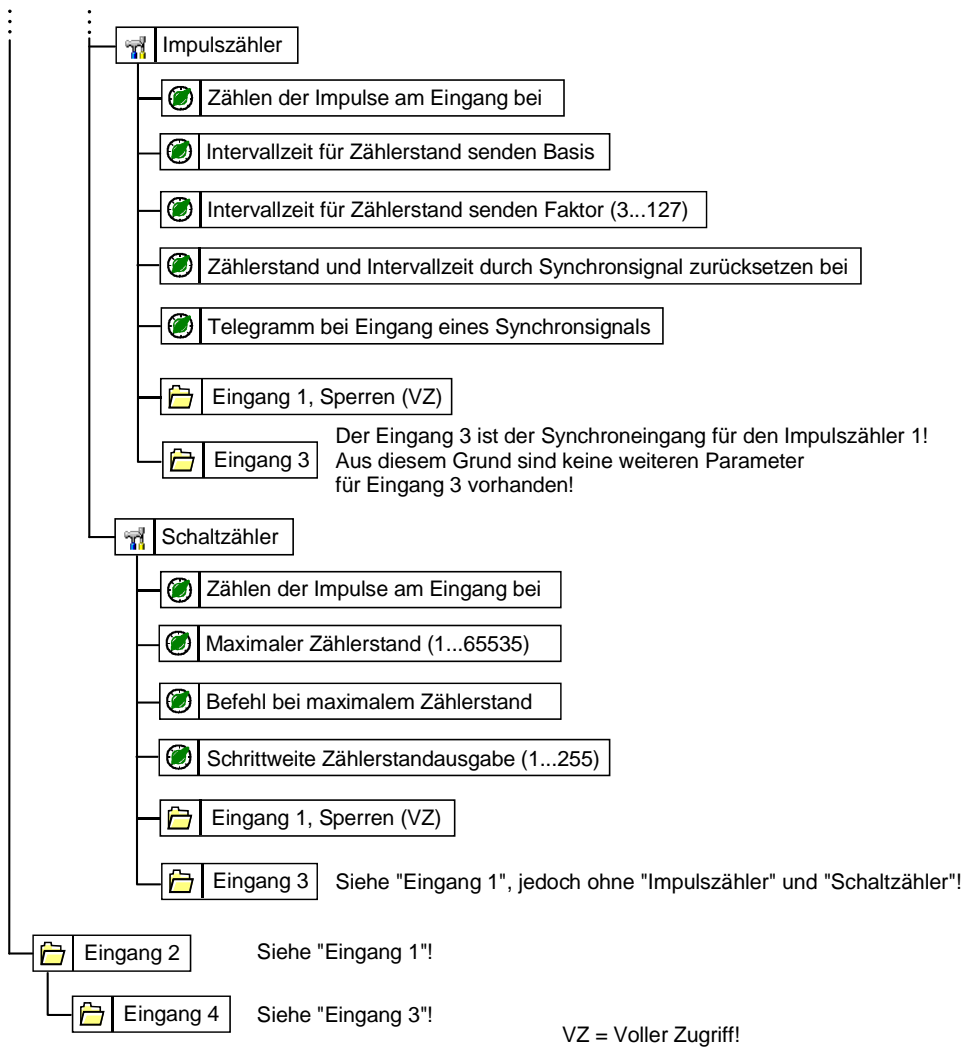 Impulszähler
Zählen der Impulse am Eingang bei
Intervallzeit für Zählerstand senden Basis
Intervallzeit für Zählerstand senden Faktor (3...127)
Zählerstand und Intervallzeit durch Synchronsignal zurücksetzen bei
Telegramm bei Eingang eines Synchronsignals
Eingang 1, Sperren (VZ)
Eingang 3
Der Eingang 3 ist der Synchroneingang für den Impulszähler 1!
Aus diesem Grund sind keine weiteren Parameter
für Eingang 3 vorhanden!
Schaltzähler
Zählen der Impulse am Eingang bei
Maximaler Zählerstand (1...65535)
Befehl bei maximalem Zählerstand
Schrittweite Zählerstandausgabe (1...255)
Eingang 1, Sperren (VZ)
Eingang 3 Siehe "Eingang 1", jedoch ohne "Impulszähler" und "Schaltzähler"!
Eingang 2 Siehe "Eingang 1"!
Eingang 4 Siehe "Eingang 3"!
VZ = Voller Zugriff!